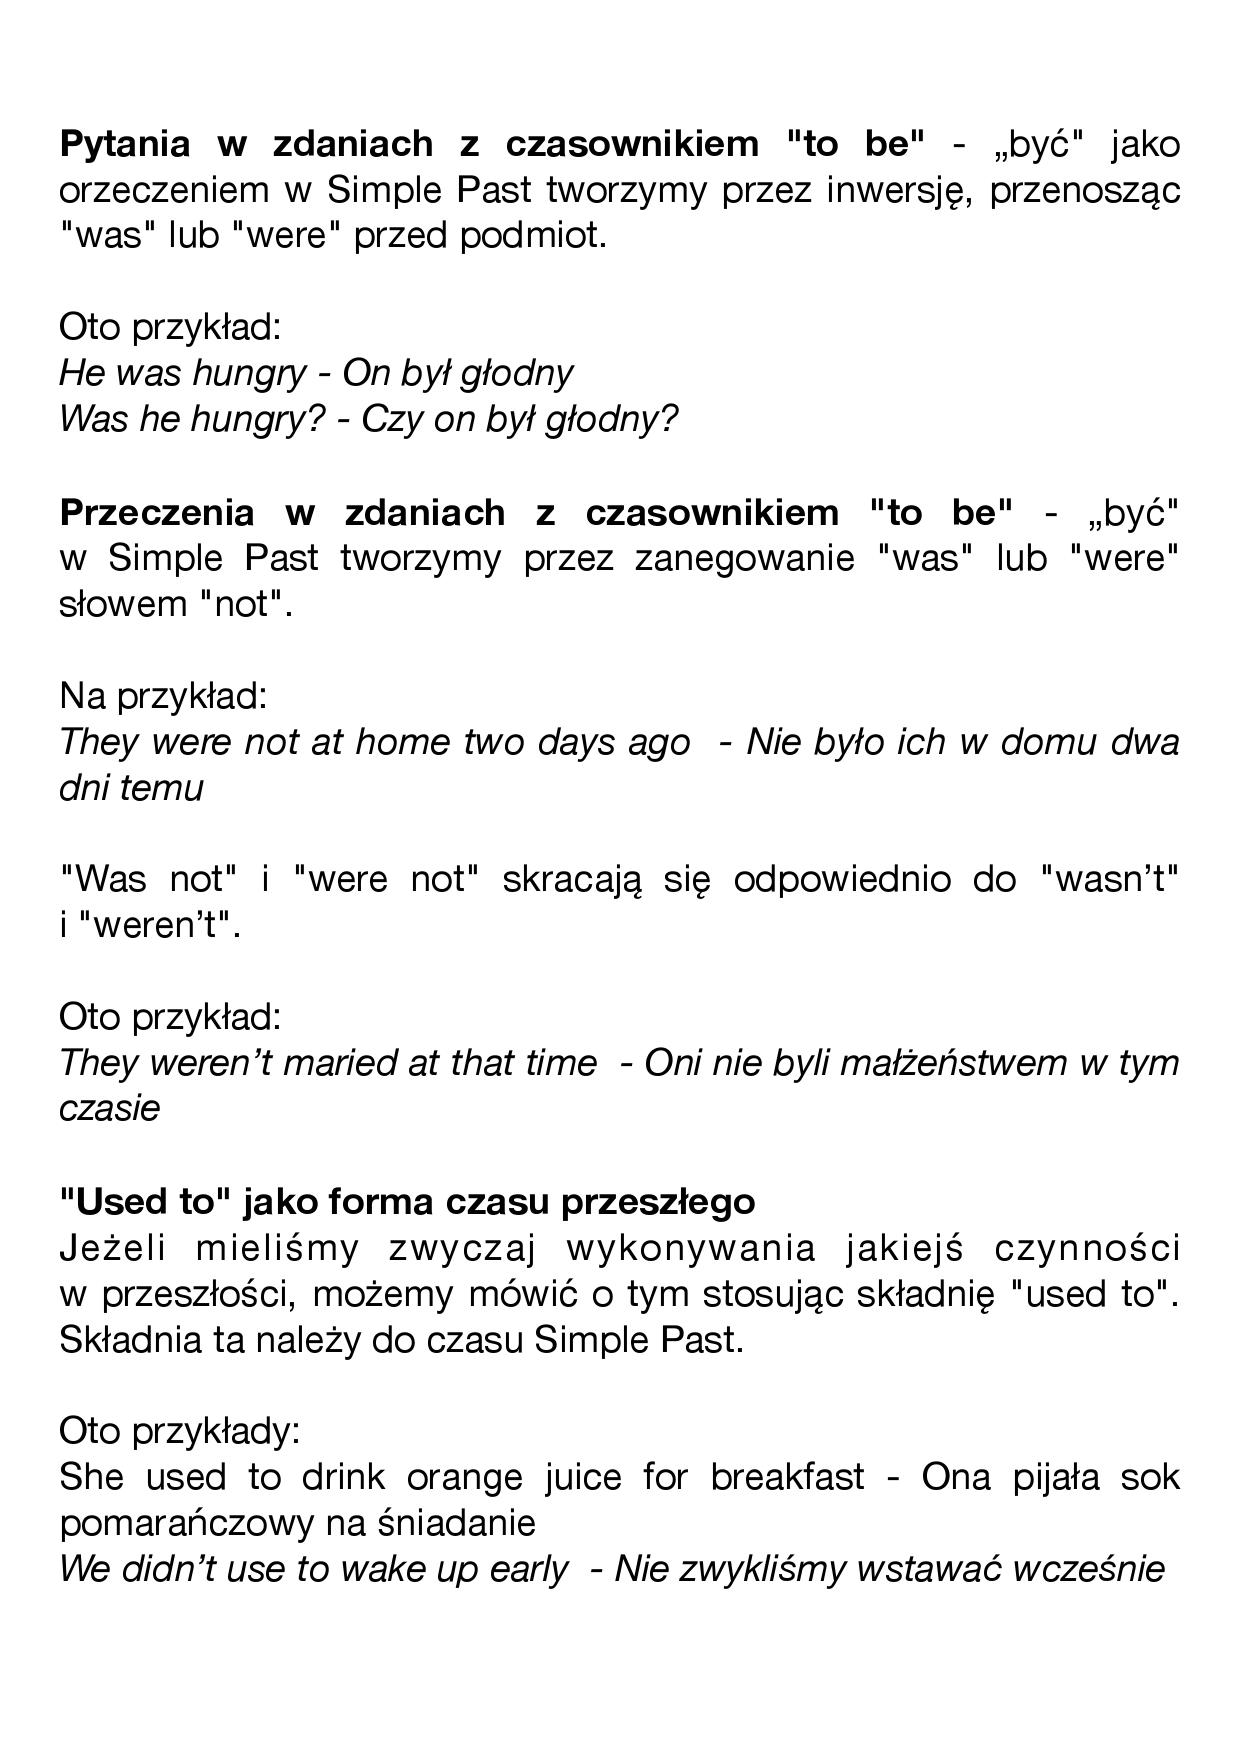 Pytania w zdaniach z czasownikiem "to be" - „być" jako
orzeczeniem w Simple Past tworzymy przez inwersję, przenosząc
"was" lub "were" przed podmiot.
Oto przykład:
He was hungry - On był głodny
Was he hungry? - Czy on był głodny?
Przeczenia w zdaniach z czasownikiem "to be" - „być"
w Simple Past tworzymy przez zanegowanie "was" lub "were"
słowem "not".
Na przykład:
They were not at home two days ago - Nie było ich w domu dwa
dni temu
"Was not" i "were not" skracają się odpowiednio do "wasn’t"
i "weren’t".
Oto przykład:
They weren’t maried at that time - Oni nie byli małżeństwem w tym
czasie
"Used to" jako forma czasu przeszłego
Jeżeli mieliśmy zwyczaj wykonywania jakiejś czynności
w przeszłości, możemy mówić o tym stosując składnię "used to".
Składnia ta należy do czasu Simple Past.
Oto przykłady:
She used to drink orange juice for breakfast - Ona pijała sok
pomarańczowy na śniadanie
We didn’t use to wake up early - Nie zwykliśmy wstawać wcześnie